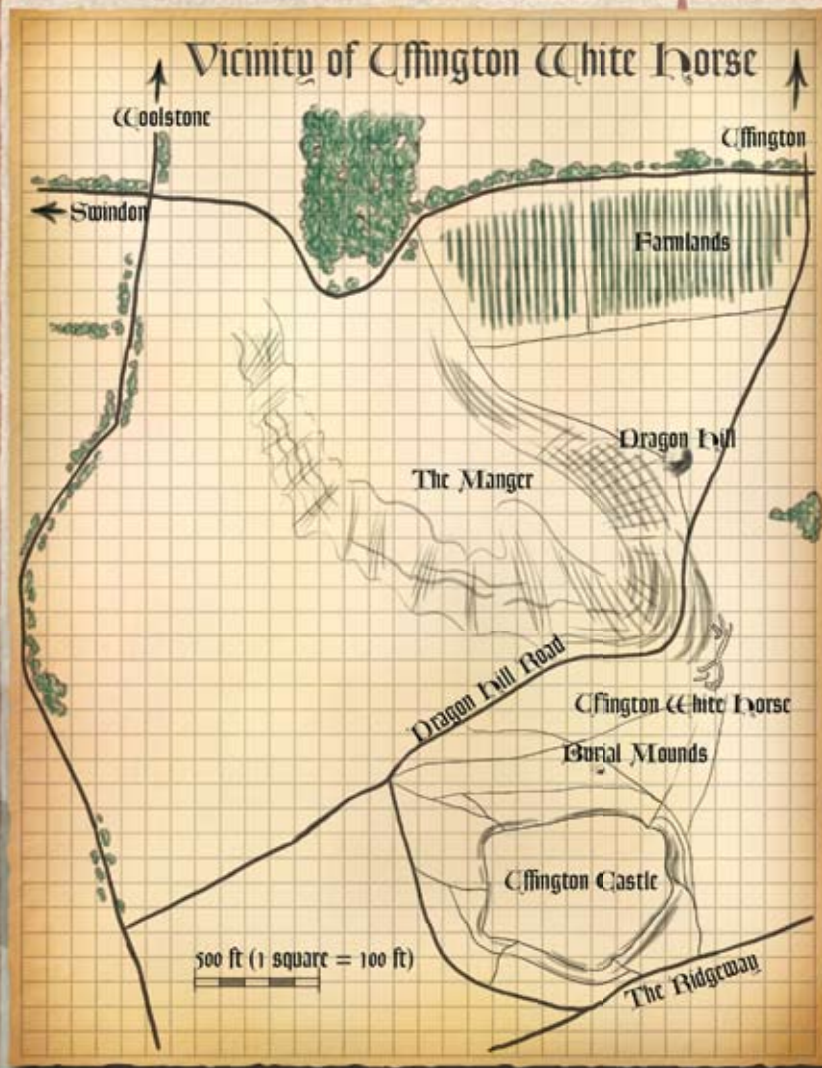 Vicinity of Uffington White Horse
Woolstone
Uffington
Swindon
Farmlands
Dragon Hill
The Manger
Dragon Hill Road
Uffington White Horse
Burial Mounds
Uffington Castle
500 ft (1 square = 100 ft)
The Ridgeway